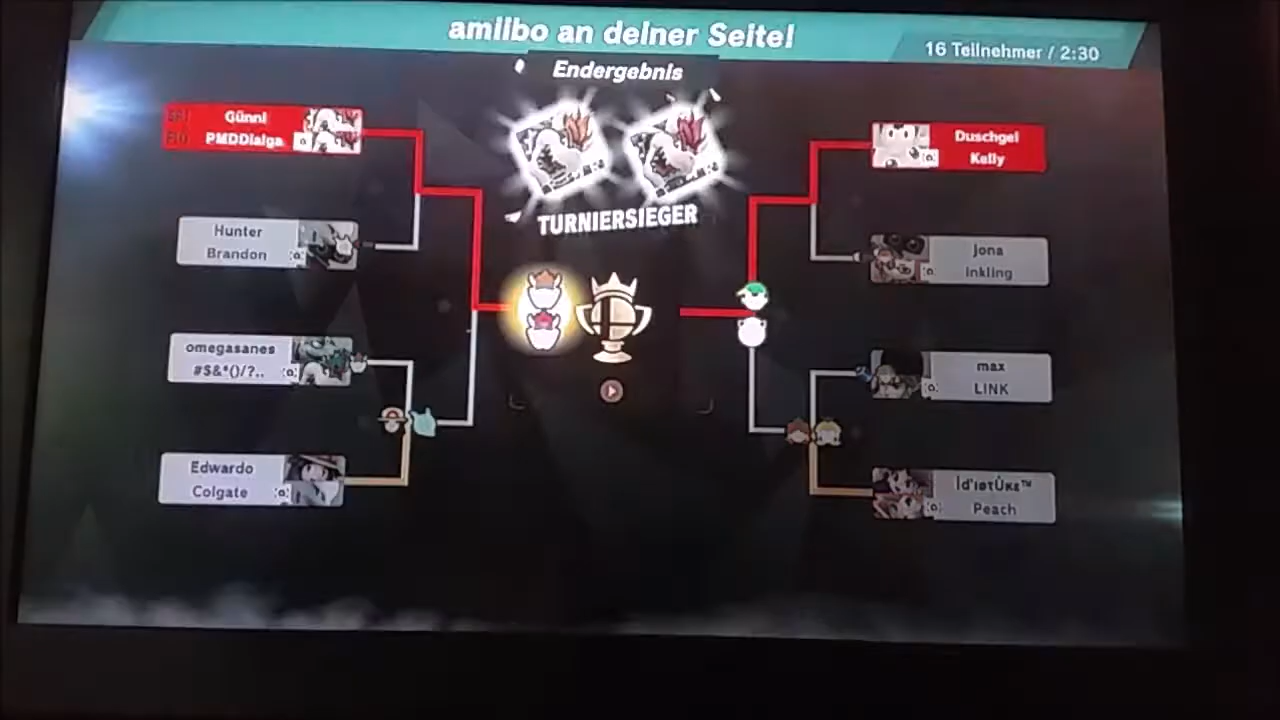 amiibo an deiner Seite!
16 Teilnehmer / 2:30
Endergebnis
Günni
PMDDialga
Hunter
Brandon
omegasanes
#$&*()/?..
Edwardo
Colgate
TURNIERSIEGER
Duschgel
Kelly
Jona
Inkling
max
LINK
Peach